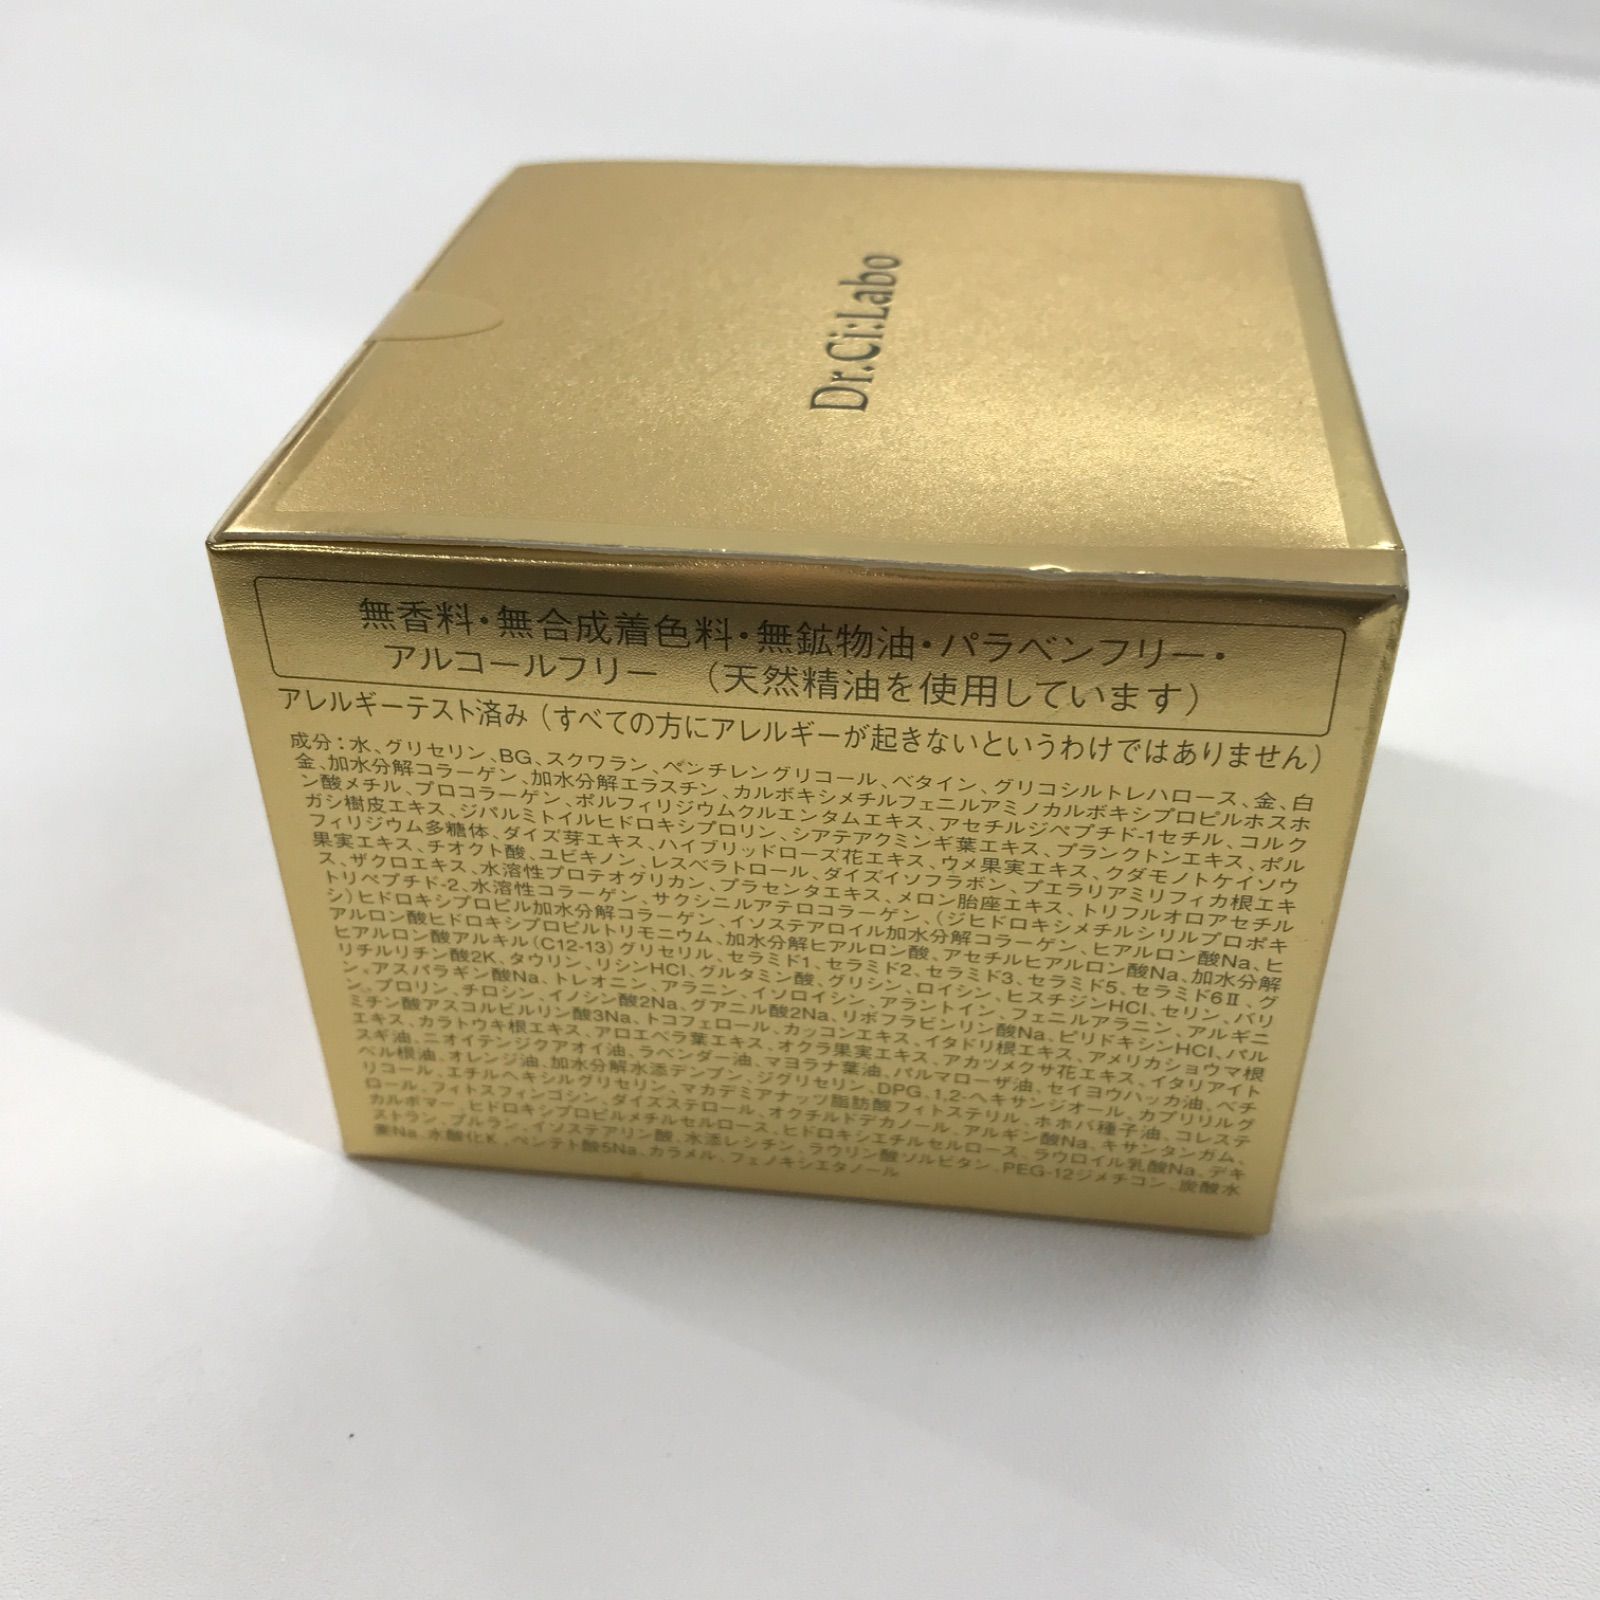 Dr.Ci:Labo
無香料・無合成着色料・無鉱物油・パラベンフリー・
アルコールフリー （天然精油を使用しています）
アレルギーテスト済み（すべての方にアレルギーが起きないというわけではありません）
成分：水、グリセリン、BG、スクワラン、ペンチレングリコール、ベタイン、グリコシルトレハロース、金、白
金、加水分解コラーゲン、加水分解エラスチン、カルボキシメチルフェニルアミノカルボキシプロピルホスホ
ン酸メチル、プロコラーゲン、ポルフィリジウムクルエンタムエキス、アセチルジペプチド-1セチル、コルク
ガシ樹皮エキス、ジパルミトイルヒドロキシプロリン、シアテアクミンギ葉エキス、プランクトンエキス、ポル
フィリジウム多糖体、ダイズ芽エキス、ハイブリッドローズ花エキス、ウメ果実エキス、クダモノトケイソウ
果実エキス、チオクト酸、ユビキノン、レスベラトロール、ダイズイソフラボン、プエラリアミリフィカ根エキ
ス、ザクロエキス、水溶性プロテオグリカン、プラセンタエキス、メロン胎座エキス、トリフルオロアセチル
トリペプチド-2、水溶性コラーゲン、サクシニルアテロコラーゲン、（ジヒドロキシメチルシリルプロポキ
シ）ヒドロキシプロピル加水分解コラーゲン、イソステアロイル加水分解コラーゲン、ヒアルロン酸Na、ヒ
アルロン酸ヒドロキシプロピルトリモニウム、加水分解ヒアルロン酸、アセチルヒアルロン酸Na、加水分解
ヒアルロン酸アルキル（C12-13）グリセリル、セラミド1、セラミド2、セラミド3、セラミド5、セラミド6Ⅱ、グ
リチルリチン酸2K、タウリン、リシンHCl、グルタミン酸、グリシン、ロイシン、ヒスチジンHCl、セリン、バリ
ン、アスパラギン酸Na、トレオニン、アラニン、イソロイシン、アラントイン、フェニルアラニン、アルギニ
ン、プロリン、チロシン、イノシン酸2Na、グアニル酸2Na、リボフラビンリン酸Na、ピリドキシンHCl、パル
ミチン酸アスコルビルリン酸3Na、トコフェロール、カッコンエキス、イタドリ根エキス、アメリカショウマ根
エキス、カラトウキ根エキス、アロエベラ葉エキス、オクラ果実エキス、アカツメクサ花エキス、イタリアイト
スギ油、ニオイテンジクアオイ油、ラベンダー油、マヨラナ葉油、パルマローザ油、セイヨウハッカ油、ベチ
ベル根油、オレンジ油、加水分解水添デンプン、ジグリセリン、DPG、1,2-ヘキサンジオール、カプリリルグ
リコール、エチルヘキシルグリセリン、マカデミアナッツ脂肪酸フィトステリル、ホホバ種子油、コレステ
ロール、フィトスフィンゴシン、ダイズステロール、オクチルドデカノール、アルギン酸Na、キサンタンガム、
カルボマー、ヒドロキシプロピルメチルセルロース、ヒドロキシエチルセルロース、ラウロイル乳酸Na、デキ
ストラン、プルラン、イソステアリン酸、水添レシチン、ラウリン酸ソルビタン、PEG-12ジメチコン、炭酸水
素Na、水酸化K、ペンテト酸5Na、カラメル、フェノキシエタノール